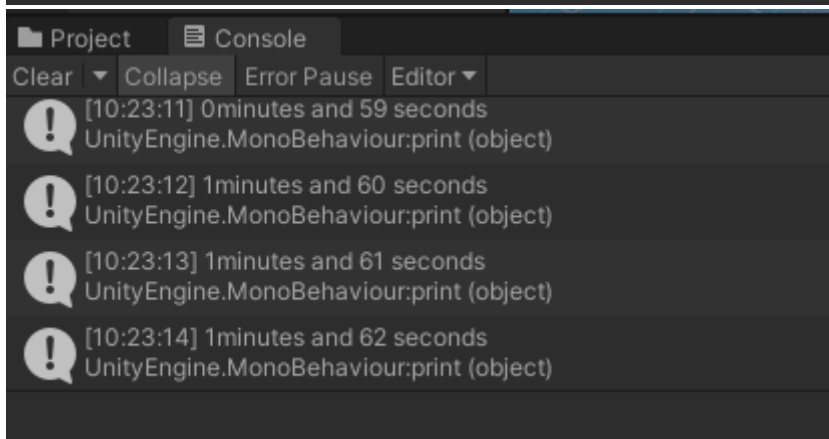 Project Console
Clear Collapse Error Pause Editor
[10:23:11] 0minutes and 59 seconds
UnityEngine.MonoBehaviour:print (object)
[10:23:12] 1minutes and 60 seconds
UnityEngine.MonoBehaviour:print (object)
[10:23:13] 1minutes and 61 seconds
UnityEngine.MonoBehaviour:print (object)
[10:23:14] 1minutes and 62 seconds
UnityEngine.MonoBehaviour:print (object)